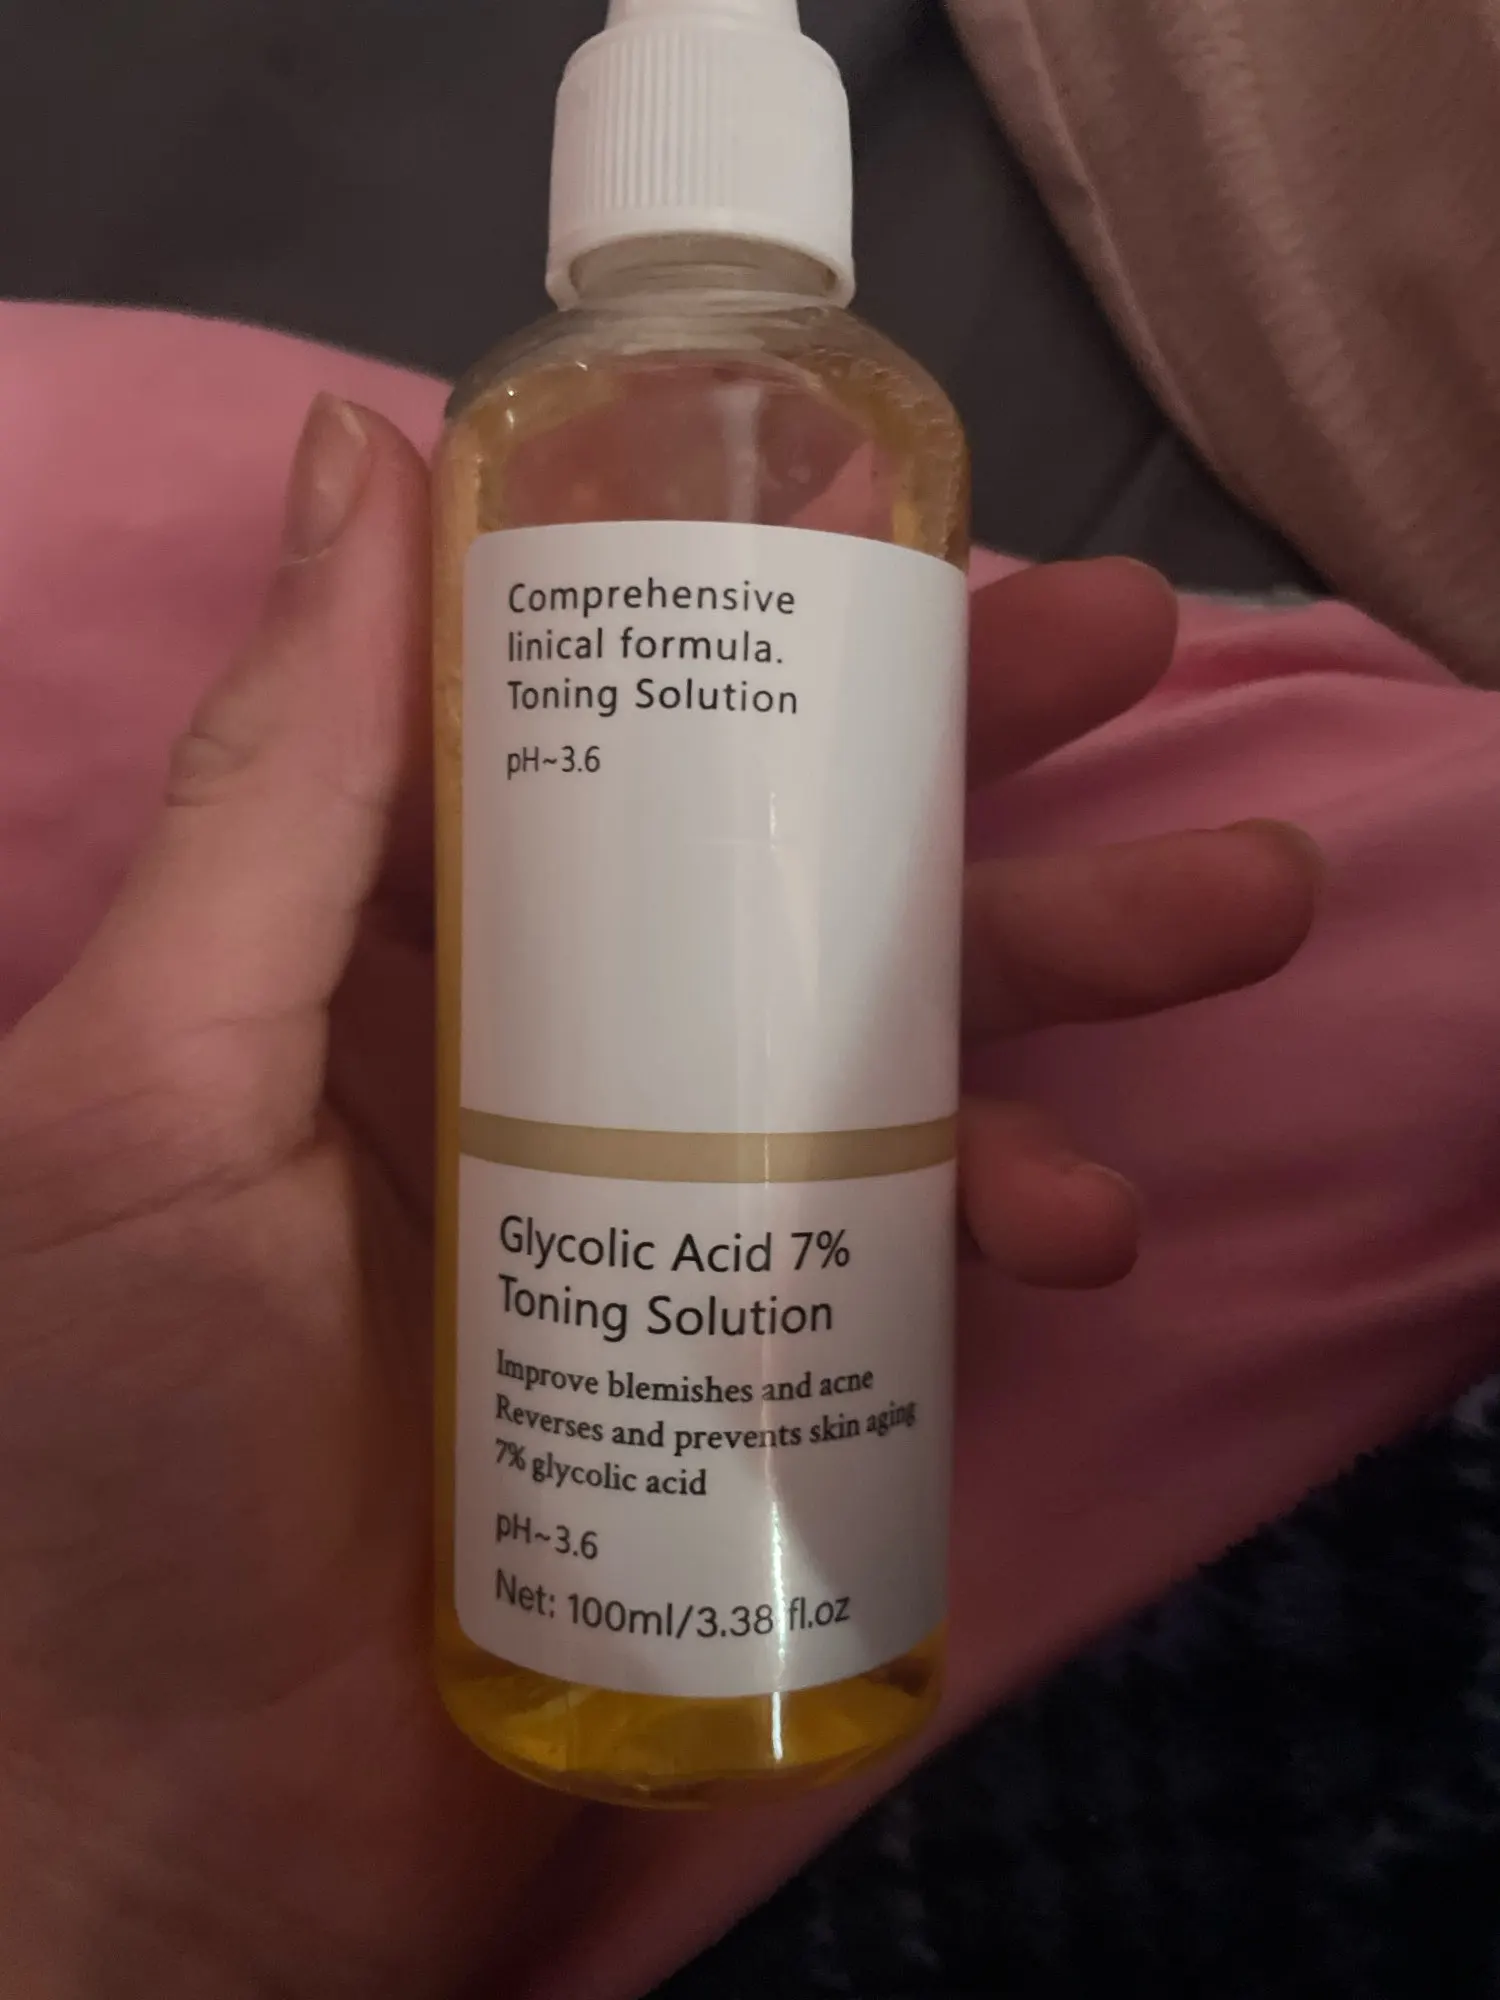 Comprehensive
linical formula.
Toning Solution
pH~3.6
Glycolic Acid 7%
Toning Solution
Improve blemishes and acne
Reverses and prevents skin aging
7% glycolic acid
pH~3.6
Net: 100ml/3.38 fl.oz